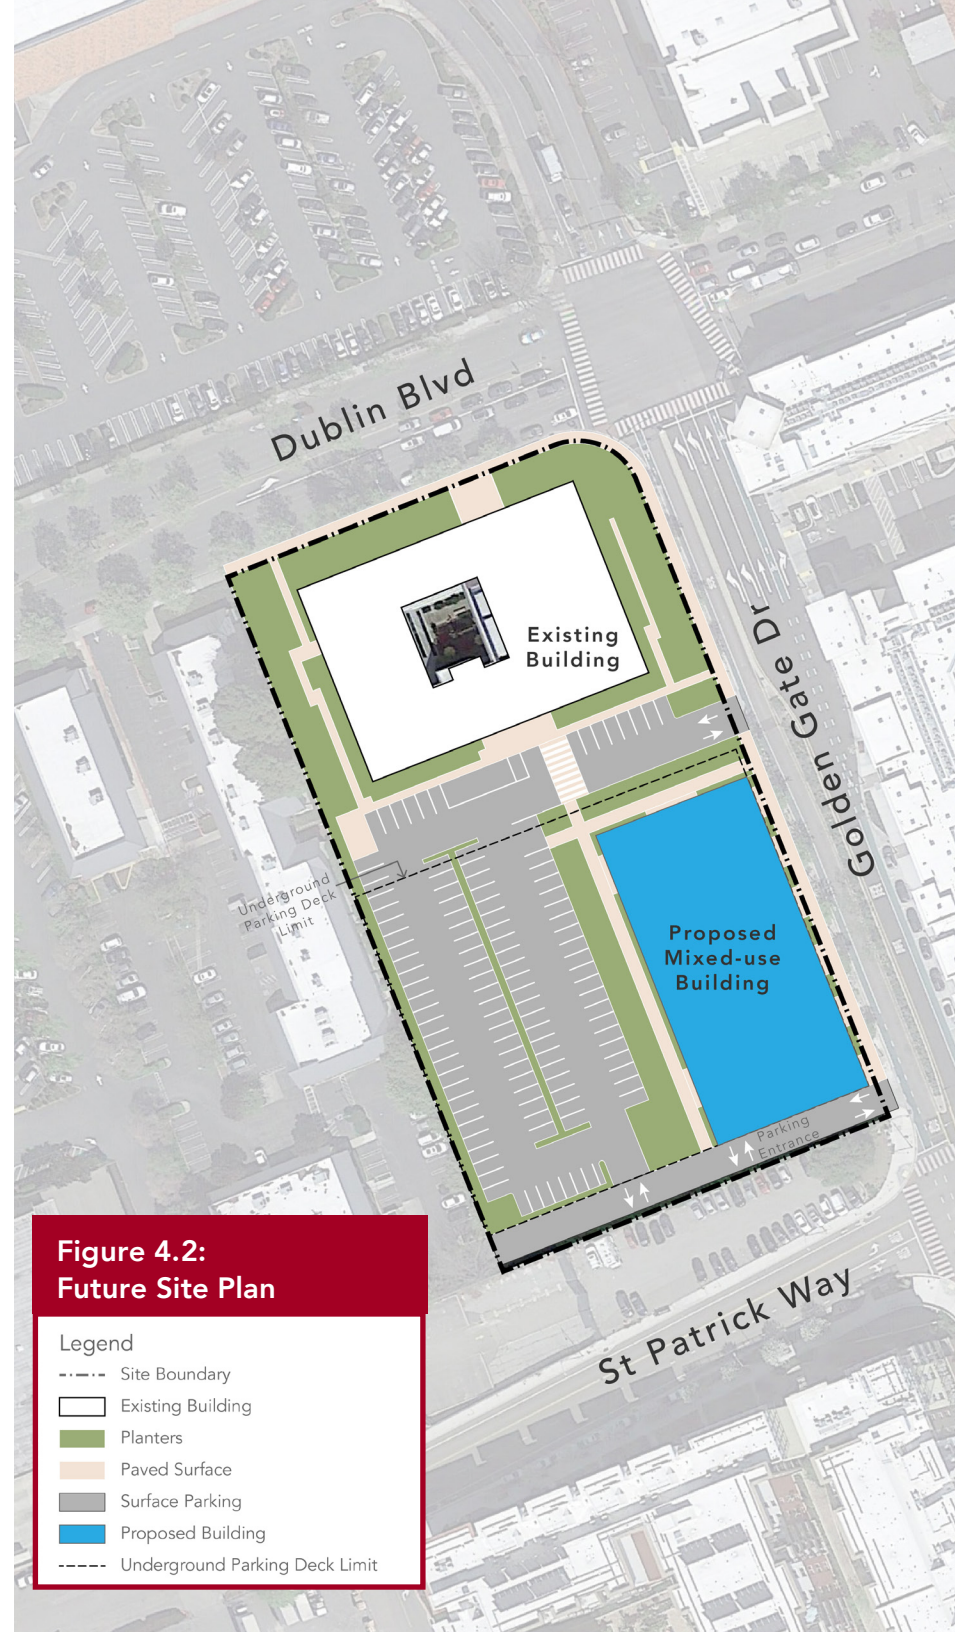 Dublin Blvd
Existing
Building
Golden Gate Dr
Underground
Parking Deck
Limit
Proposed
Mixed-use
Building
Parking
Entrance
St Patrick Way
Figure 4.2:
Future Site Plan
Legend
Site Boundary
Existing Building
Planters
Paved Surface
Surface Parking
Proposed Building
Underground Parking Deck Limit